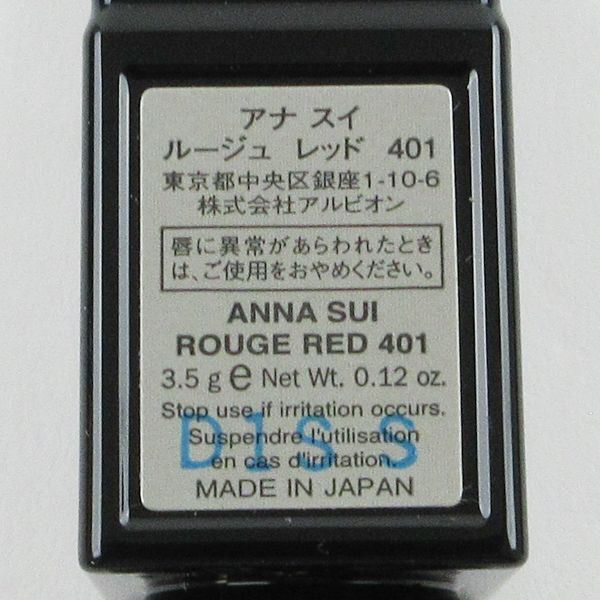 アナ スイ
ルージュ レッド 401
東京都中央区銀座1-10-6
株式会社アルビオン
唇に異常があらわれたとき
は、ご使用をおやめください。
ANNA SUI
ROUGE RED 401
3.5 g e Net Wt. 0.12 oz.
Stop use if irritation occurs.
Suspendre l'utilisation
en cas d'irritation.
MADE IN JAPAN